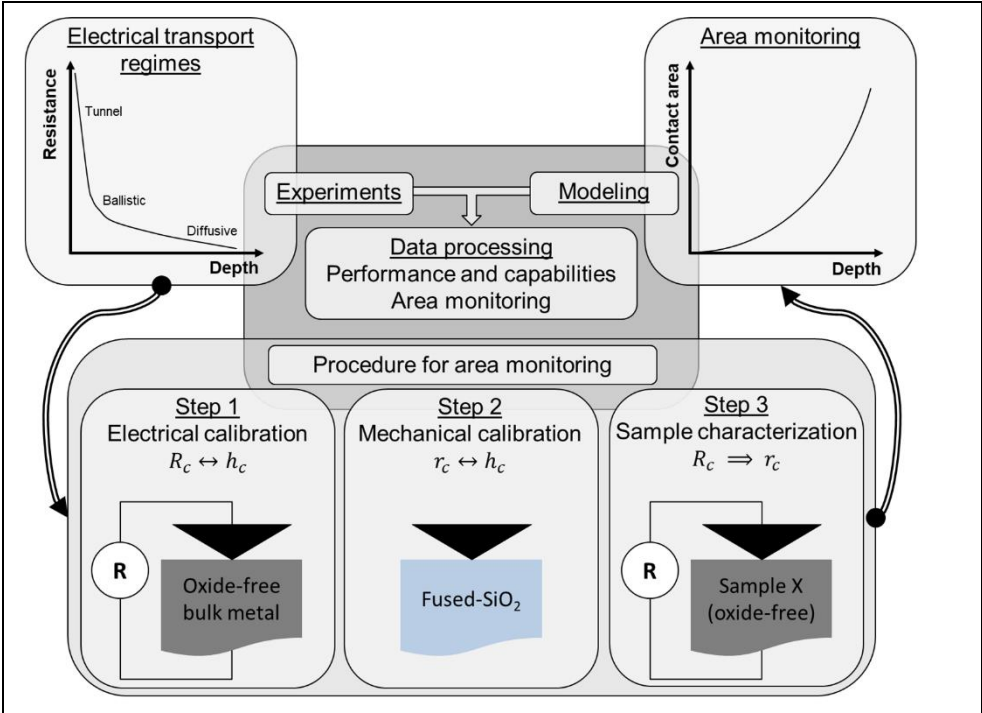 Electrical transport
regimes
Resistance
Tunnel
Ballistic
Diffusive
Depth
Area monitoring
Contact area
Depth
Experiments
Modeling
Data processing
Performance and capabilities
Area monitoring
Procedure for area monitoring
Step 1
Electrical calibration
R_c ↔ h_c
R
Oxide-free
bulk metal
Step 2
Mechanical calibration
r_c ↔ h_c
Fused-SiO₂
Step 3
Sample characterization
R_c ⟹ r_c
R
Sample X
(oxide-free)